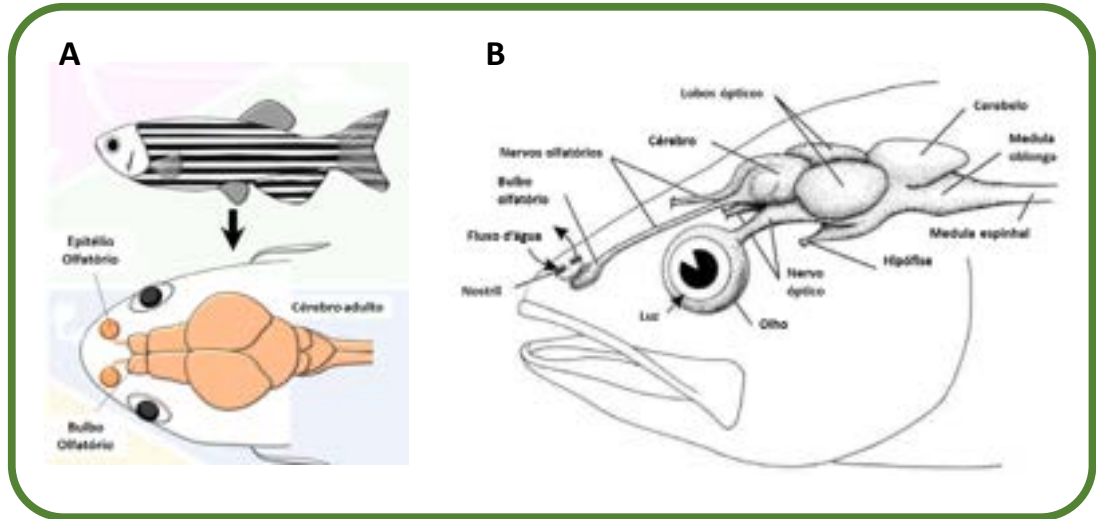 A
Epitélio
Olfatório
Cérebro adulto
Bulbo
Olfatório
B
Lobos ópticos
Cerebelo
Cérebro
Medula
oblonga
Nervos olfatórios
Bulbo
olfatório
Fluxo d'água
Medula espinhal
Hipófise
Nostril
Nervo
óptico
Luz
Olho